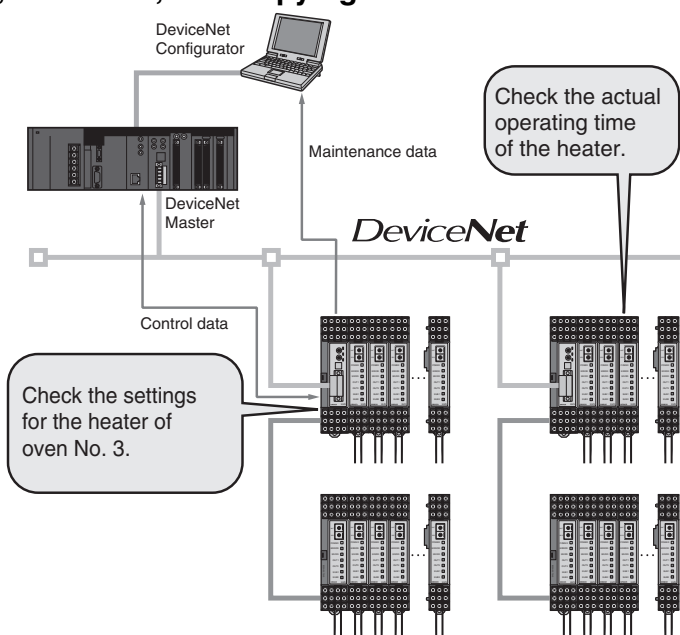 DeviceNet
Configurator
Check the actual
operating time
of the heater.
Maintenance data
DeviceNet
Master
DeviceNet
Control data
Check the settings
for the heater of
oven No. 3.